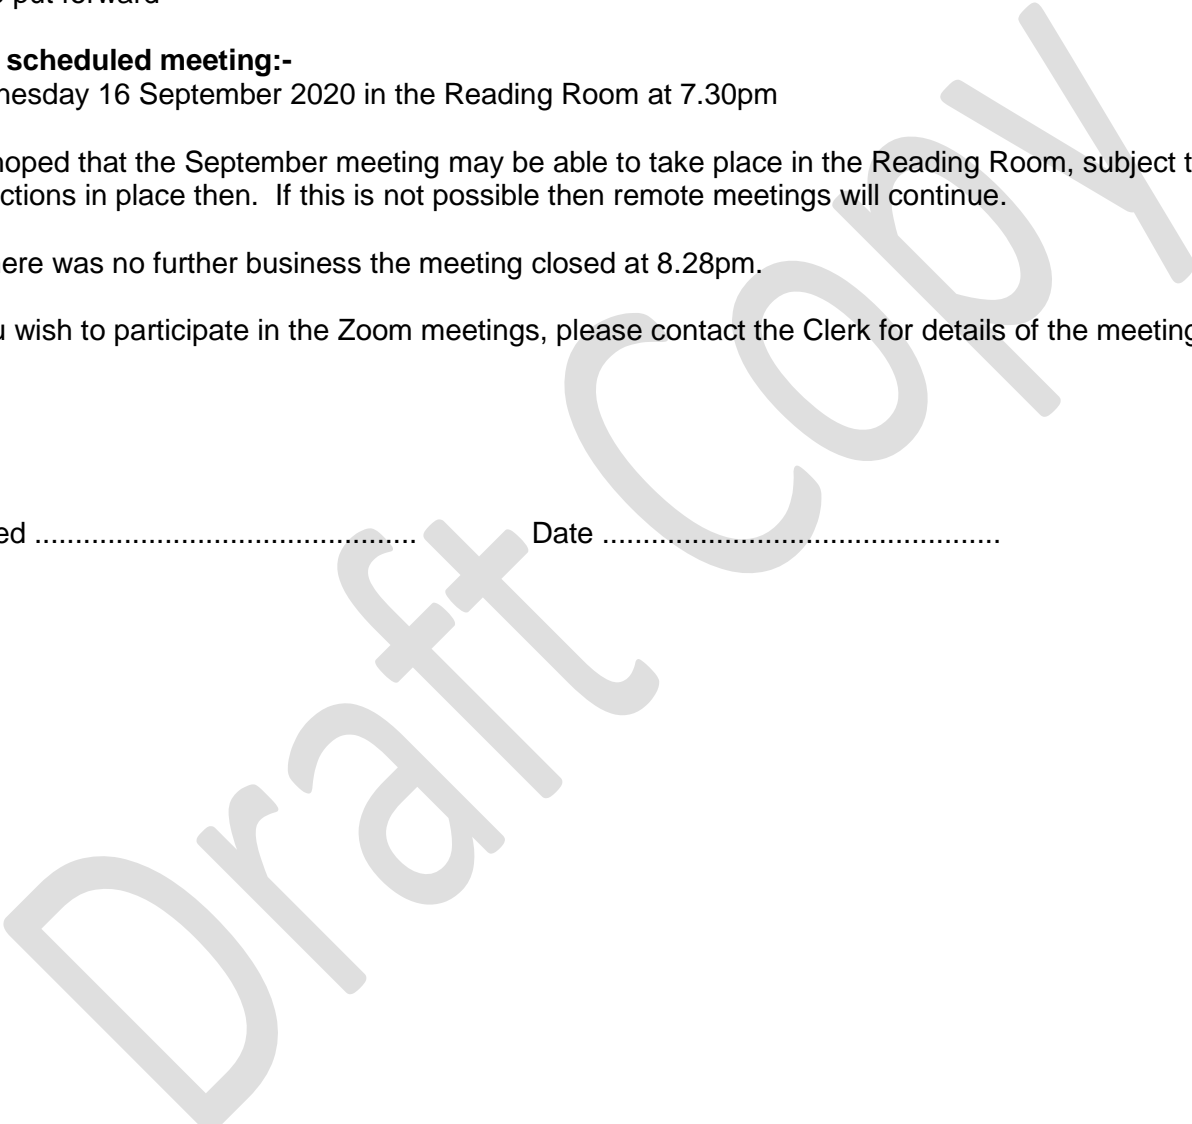 put forward
scheduled meeting:-
nesday 16 September 2020 in the Reading Room at 7.30pm
hoped that the September meeting may be able to take place in the Reading Room, subject t
ctions in place then.  If this is not possible then remote meetings will continue.
ere was no further business the meeting closed at 8.28pm.
u wish to participate in the Zoom meetings, please contact the Clerk for details of the meeting
ed ............................................... Date .................................................
Draft Copy